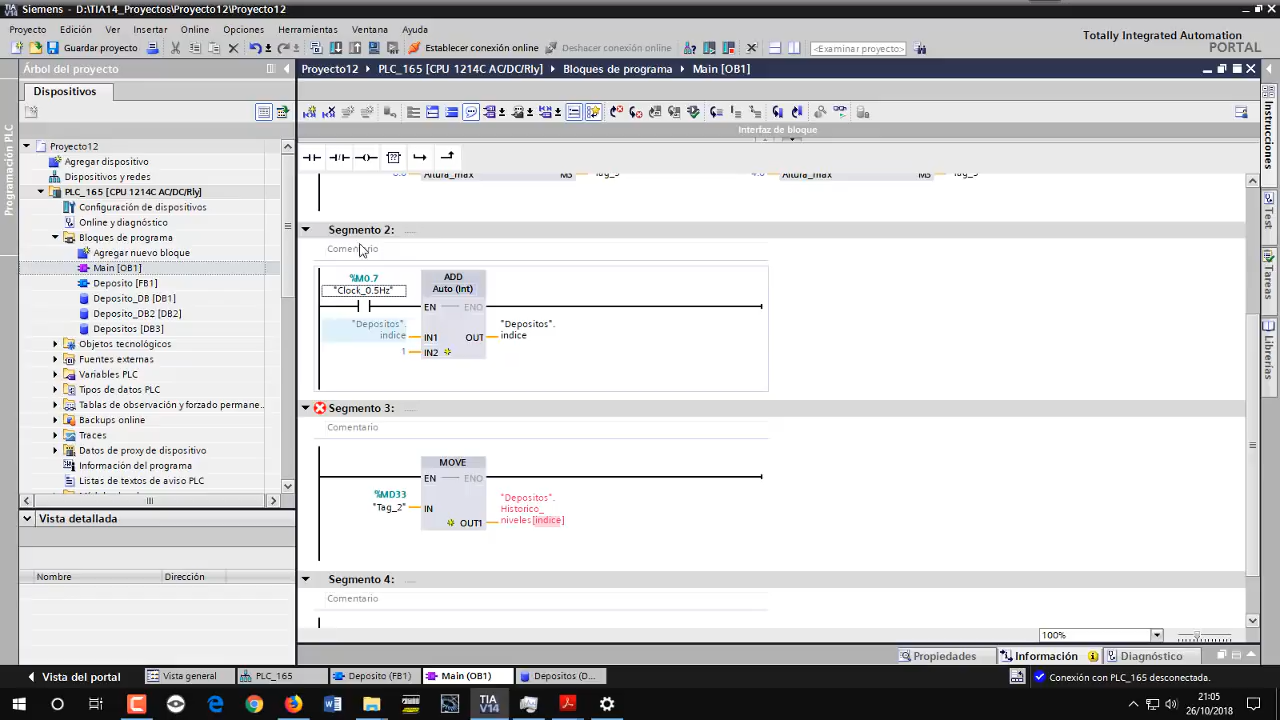 Siemens - D:\TIA14_Proyectos\Proyecto12\Proyecto12
Proyecto Edición Ver Insertar Online Opciones Herramientas Ventana Ayuda
Totally Integrated Automation
PORTAL
Guardar proyecto
Establecer conexión online
Deshacer conexión online
<Examinar proyecto>
Árbol del proyecto
Proyecto12 PLC_165 [CPU 1214C AC/DC/Rly] Bloques de programa Main [OB1]
Dispositivos
Programación PLC
Interfaz de bloque
Proyecto12
Agregar dispositivo
Dispositivos y redes
PLC_165 [CPU 1214C AC/DC/Rly]
Configuración de dispositivos
Online y diagnóstico
Bloques de programa
Agregar nuevo bloque
Main [OB1]
Deposito [FB1]
Deposito_DB [DB1]
Deposito_DB2 [DB2]
Depositos [DB3]
Objetos tecnológicos
Fuentes externas
Variables PLC
Tipos de datos PLC
Tablas de observación y forzado permane...
Backups online
Traces
Datos de proxy de dispositivo
Información del programa
Listas de textos de aviso PLC
Vista detallada
Nombre Dirección
Altura_max
Altura_max
Segmento 2: ....
Comentario
%M0.7
"Clock_0.5Hz"
ADD
Auto (Int)
EN ENO
"Depositos".
indice
IN1
OUT
"Depositos".
indice
1
IN2
Segmento 3: ....
Comentario
MOVE
EN ENO
%MD33
"Tag_2"
IN
OUT1
"Depositos".
Historico_
niveles[indice]
Segmento 4: ....
Comentario
100%
Instrucciones
Test
Librerías
Propiedades
Información
Diagnóstico
Vista del portal
Vista general
PLC_165
Deposito (FB1)
Main (OB1)
Depositos (D...
Conexión con PLC_165 desconectada.
TIA
V14
21:05
26/10/2018